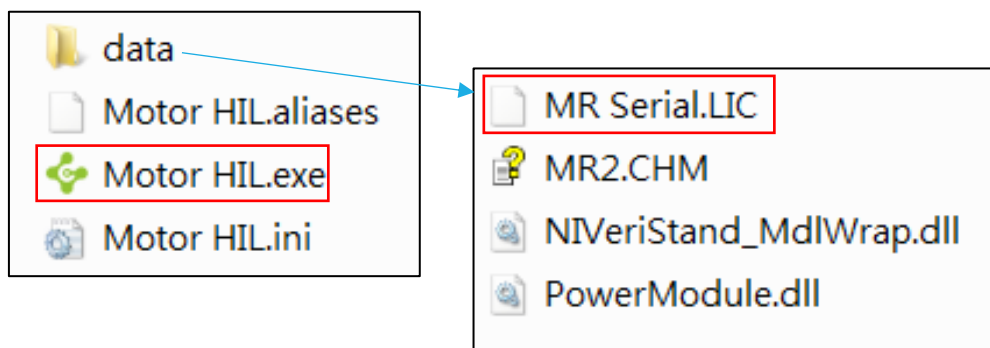 data
Motor HIL.aliases
Motor HIL.exe
Motor HIL.ini
MR Serial.LIC
MR2.CHM
NIVeriStand_MdlWrap.dll
PowerModule.dll